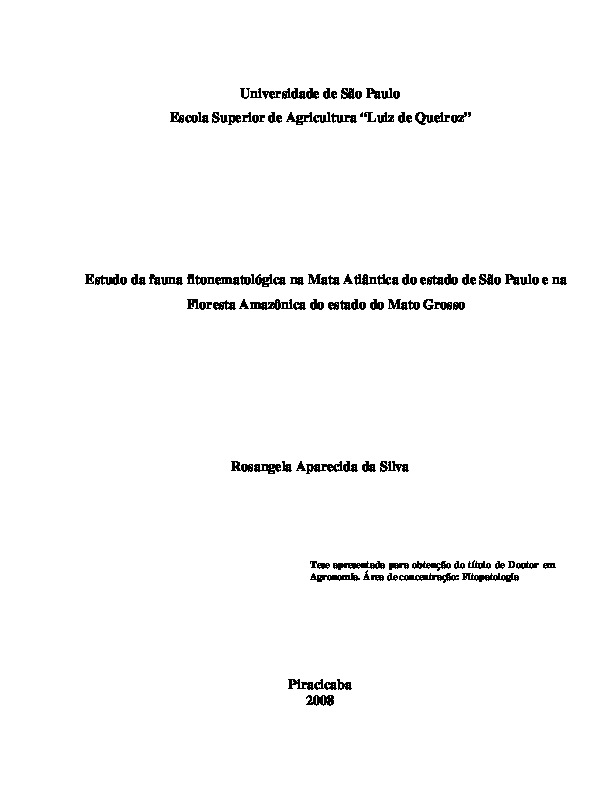 Universidade de São Paulo
Escola Superior de Agricultura “Luiz de Queiroz”
Estudo da fauna fitonematológica na Mata Atlântica do estado de São Paulo e na
Floresta Amazônica do estado do Mato Grosso
Rosangela Aparecida da Silva
Tese apresentada para obtenção do título de Doutor em
Agronomia. Área de concentração: Fitopatologia
Piracicaba
2008